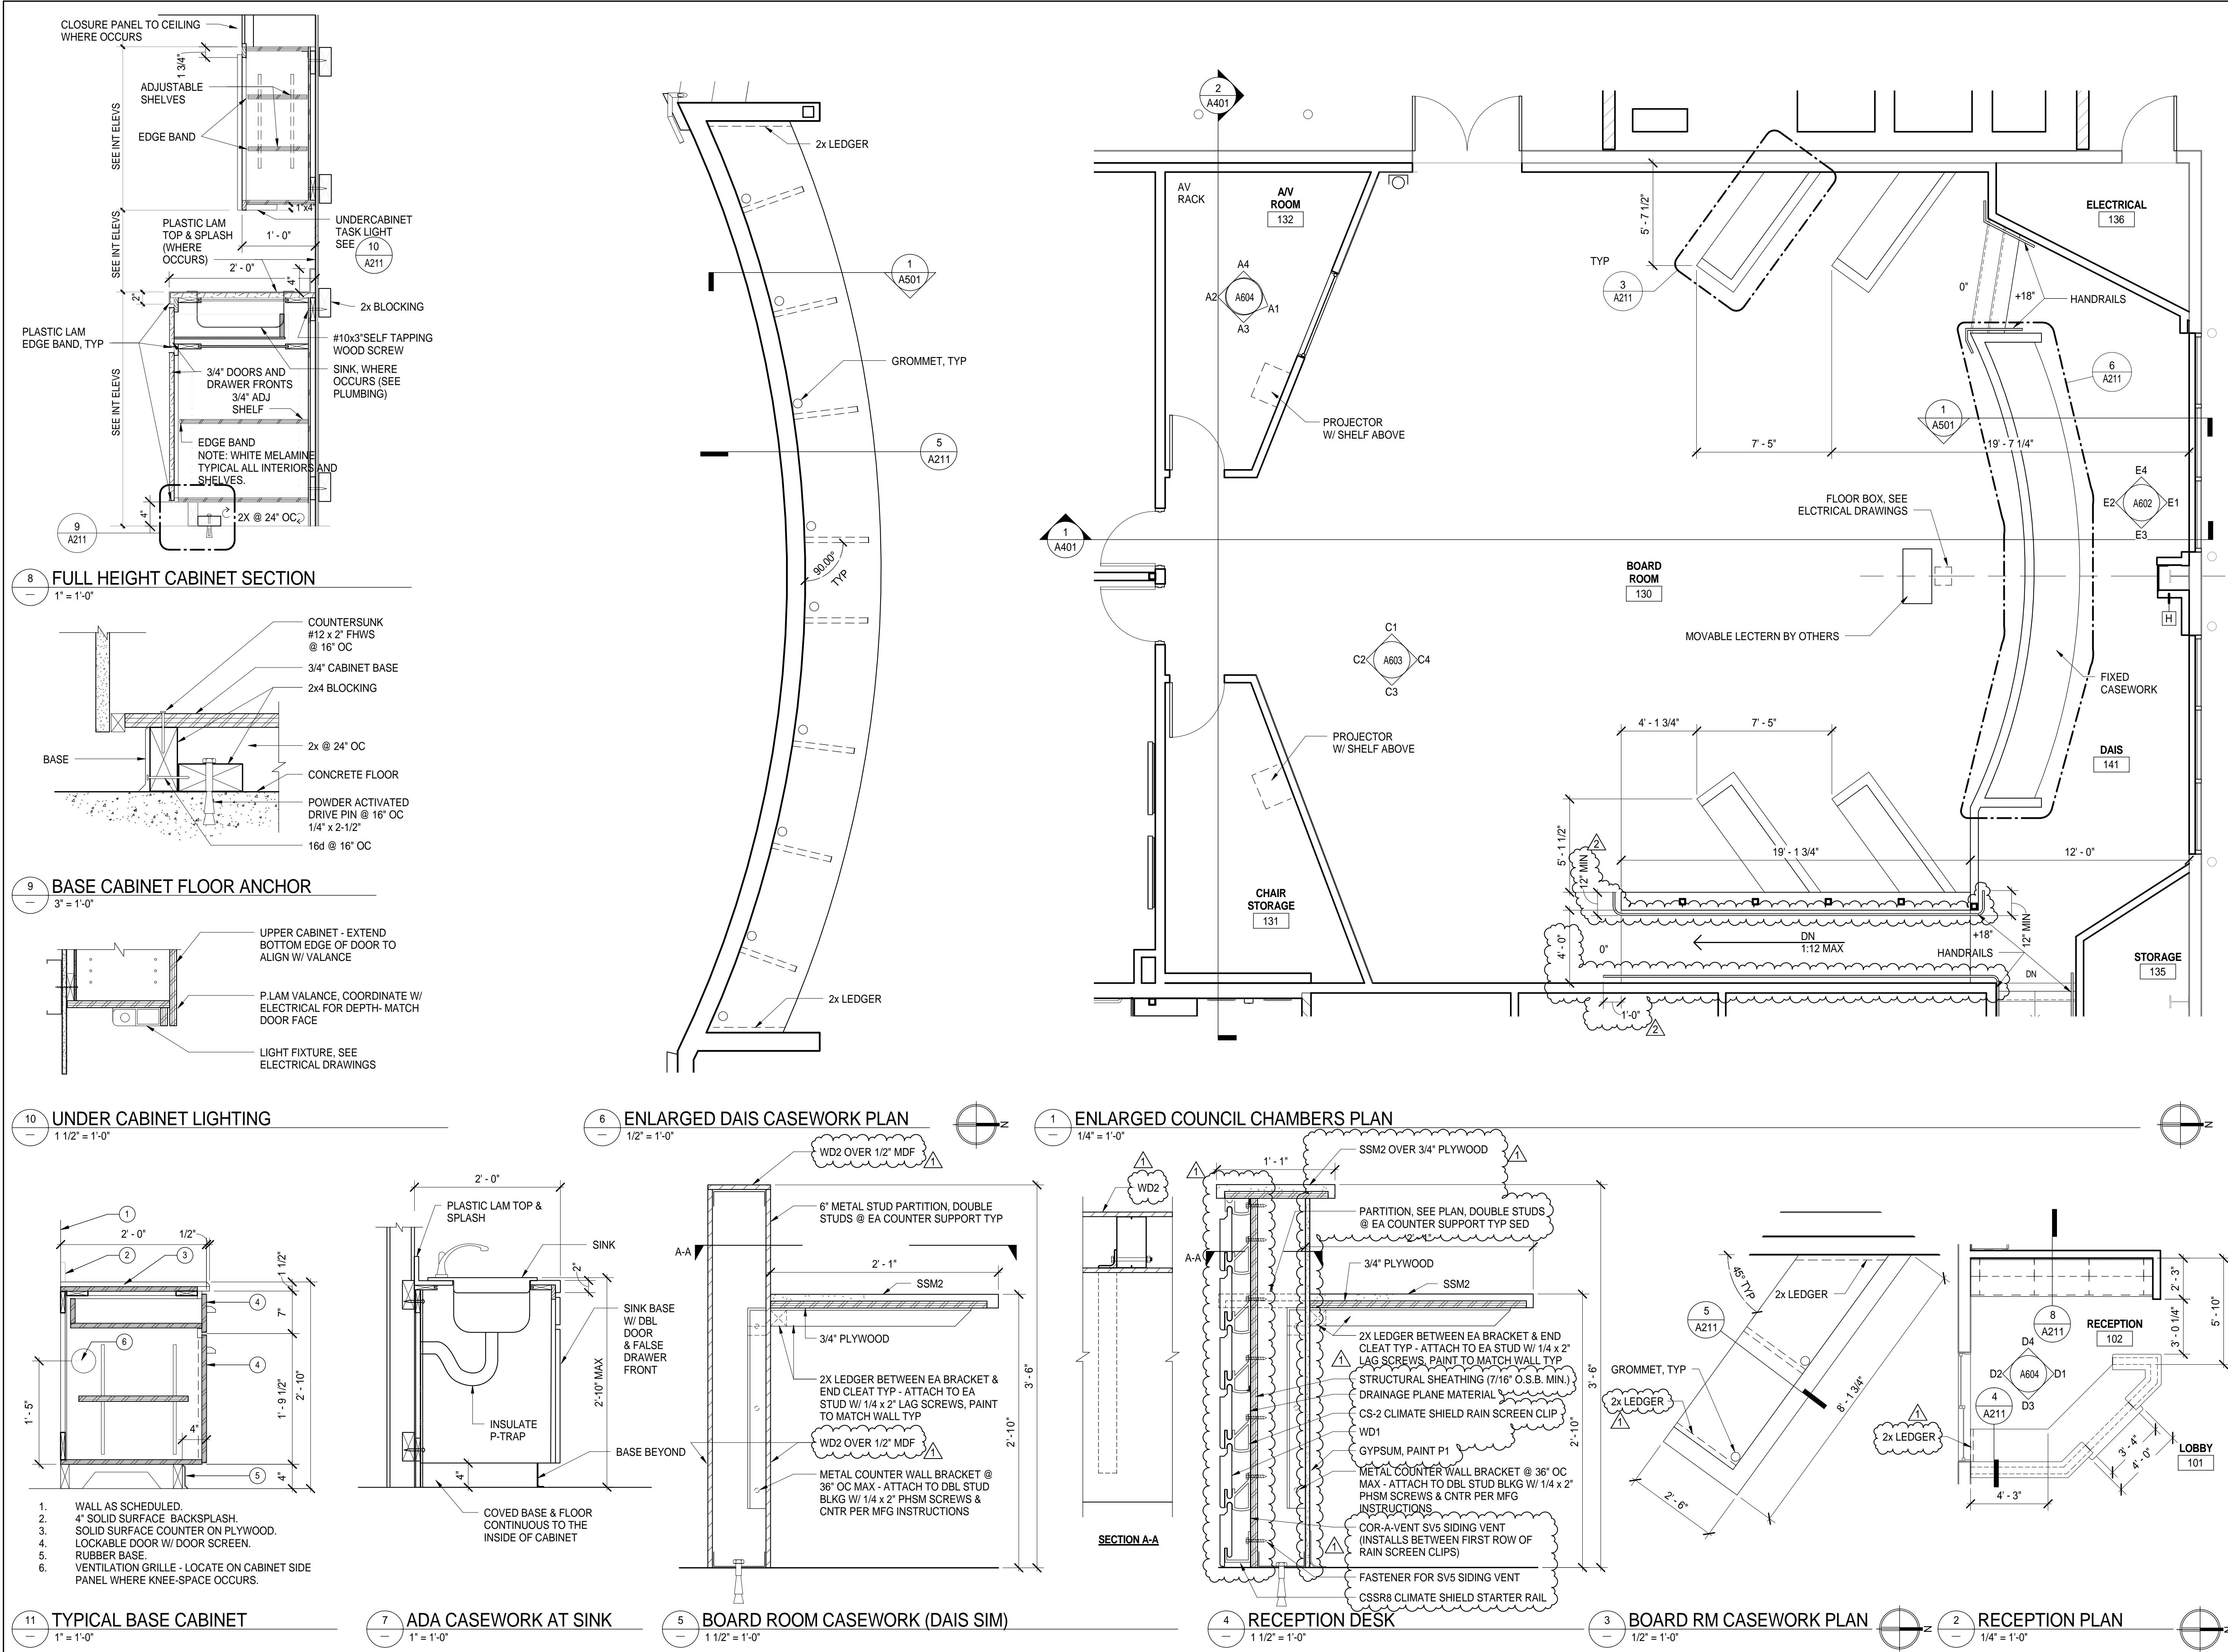 CLOSURE PANEL TO CEILING
WHERE OCCURS
1 3/4"
ADJUSTABLE
SHELVES
EDGE BAND
SEE INT ELEVS
1"x4"
UNDERCABINET
TASK LIGHT
SEE
10
A211
PLASTIC LAM
TOP & SPLASH
(WHERE
OCCURS)
1' - 0"
2' - 0"
4"
SEE INT ELEVS
2"
2x BLOCKING
PLASTIC LAM
EDGE BAND, TYP
#10x3"SELF TAPPING
WOOD SCREW
3/4" DOORS AND
DRAWER FRONTS
3/4" ADJ
SHELF
SINK, WHERE
OCCURS (SEE
PLUMBING)
SEE INT ELEVS
EDGE BAND
NOTE: WHITE MELAMINE
TYPICAL ALL INTERIORS AND
SHELVES.
4"
2X @ 24" OC
9
A211
8
FULL HEIGHT CABINET SECTION
1" = 1'-0"
COUNTERSUNK
#12 x 2" FHWS
@ 16" OC
3/4" CABINET BASE
2x4 BLOCKING
2x @ 24" OC
BASE
CONCRETE FLOOR
POWDER ACTIVATED
DRIVE PIN @ 16" OC
1/4" x 2-1/2"
16d @ 16" OC
9
BASE CABINET FLOOR ANCHOR
3" = 1'-0"
UPPER CABINET - EXTEND
BOTTOM EDGE OF DOOR TO
ALIGN W/ VALANCE
P.LAM VALANCE, COORDINATE W/
ELECTRICAL FOR DEPTH- MATCH
DOOR FACE
LIGHT FIXTURE, SEE
ELECTRICAL DRAWINGS
10
UNDER CABINET LIGHTING
1 1/2" = 1'-0"
2x LEDGER
1
A501
GROMMET, TYP
5
A211
90.00°
TYP
2x LEDGER
6
ENLARGED DAIS CASEWORK PLAN
1/2" = 1'-0"
N
2
A401
AV
RACK
A/V
ROOM
132
A4
A2
A604
A1
A3
PROJECTOR
W/ SHELF ABOVE
1
A401
5' - 7 1/2"
TYP
3
A211
ELECTRICAL
136
0"
+18"
HANDRAILS
6
A211
1
A501
7' - 5"
19' - 7 1/4"
FLOOR BOX, SEE
ELCTRICAL DRAWINGS
E4
E2
A602
E1
E3
BOARD
ROOM
130
H
MOVABLE LECTERN BY OTHERS
C1
C2
A603
C4
C3
FIXED
CASEWORK
4' - 1 3/4"
7' - 5"
PROJECTOR
W/ SHELF ABOVE
DAIS
141
5' - 1 1/2"
2
12" MIN
19' - 1 3/4"
12' - 0"
CHAIR
STORAGE
131
4' - 0"
0"
DN
1:12 MAX
+18"
HANDRAILS
12" MIN
DN
STORAGE
135
1'-0"
2
1
ENLARGED COUNCIL CHAMBERS PLAN
1/4" = 1'-0"
N
1
2' - 0"
1/2"
2
3
1 1/2"
4
7"
6
4
1' - 5"
1' - 9 1/2"
2' - 10"
4"
5
4"
1. WALL AS SCHEDULED.
2. 4" SOLID SURFACE BACKSPLASH.
3. SOLID SURFACE COUNTER ON PLYWOOD.
4. LOCKABLE DOOR W/ DOOR SCREEN.
5. RUBBER BASE.
6. VENTILATION GRILLE - LOCATE ON CABINET SIDE
PANEL WHERE KNEE-SPACE OCCURS.
11
TYPICAL BASE CABINET
1" = 1'-0"
2' - 0"
PLASTIC LAM TOP &
SPLASH
SINK
2"
SINK BASE
W/ DBL
DOOR
& FALSE
DRAWER
FRONT
2'-10" MAX
INSULATE
P-TRAP
BASE BEYOND
4"
COVED BASE & FLOOR
CONTINUOUS TO THE
INSIDE OF CABINET
7
ADA CASEWORK AT SINK
1" = 1'-0"
WD2 OVER 1/2" MDF
1
6" METAL STUD PARTITION, DOUBLE
STUDS @ EA COUNTER SUPPORT TYP
A-A
2' - 1"
SSM2
3/4" PLYWOOD
2X LEDGER BETWEEN EA BRACKET &
END CLEAT TYP - ATTACH TO EA
STUD W/ 1/4 x 2" LAG SCREWS, PAINT
TO MATCH WALL TYP
WD2 OVER 1/2" MDF
1
METAL COUNTER WALL BRACKET @
36" OC MAX - ATTACH TO DBL STUD
BLKG W/ 1/4 x 2" PHSM SCREWS &
CNTR PER MFG INSTRUCTIONS
3' - 6"
2'-10"
5
BOARD ROOM CASEWORK (DAIS SIM)
1 1/2" = 1'-0"
1
WD2
SECTION A-A
1
1' - 1"
SSM2 OVER 3/4" PLYWOOD
1
PARTITION, SEE PLAN, DOUBLE STUDS
@ EA COUNTER SUPPORT TYP SED
A-A
2' - 1"
3/4" PLYWOOD
SSM2
2X LEDGER BETWEEN EA BRACKET & END
CLEAT TYP - ATTACH TO EA STUD W/ 1/4 x 2"
LAG SCREWS, PAINT TO MATCH WALL TYP
1
STRUCTURAL SHEATHING (7/16" O.S.B. MIN.)
DRAINAGE PLANE MATERIAL
CS-2 CLIMATE SHIELD RAIN SCREEN CLIP
WD1
GYPSUM, PAINT P1
METAL COUNTER WALL BRACKET @ 36" OC
MAX - ATTACH TO DBL STUD BLKG W/ 1/4 x 2"
PHSM SCREWS & CNTR PER MFG
INSTRUCTIONS
COR-A-VENT SV5 SIDING VENT
(INSTALLS BETWEEN FIRST ROW OF
RAIN SCREEN CLIPS)
1
FASTENER FOR SV5 SIDING VENT
CSSR8 CLIMATE SHIELD STARTER RAIL
3' - 6"
2'-10"
4
RECEPTION DESK
1 1/2" = 1'-0"
45° TYP
2x LEDGER
5
A211
GROMMET, TYP
2x LEDGER
1
8' - 1 3/4"
2' - 6"
3
BOARD RM CASEWORK PLAN
1/2" = 1'-0"
N
2' - 3"
8
A211
RECEPTION
102
3' - 0 1/4"
5' - 10"
D4
D2
A604
D1
D3
4
A211
1
2x LEDGER
3' - 4"
4' - 0"
LOBBY
101
4' - 3"
2
RECEPTION PLAN
1/4" = 1'-0"
N